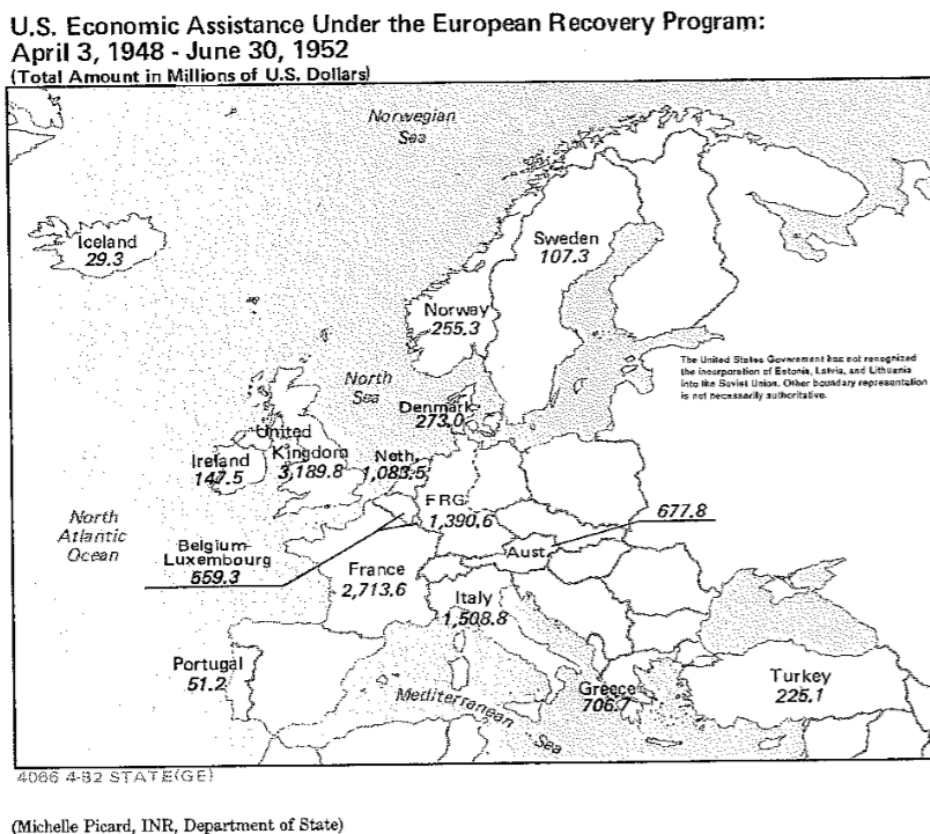 U.S. Economic Assistance Under the European Recovery Program:
April 3, 1948 - June 30, 1952
(Total Amount in Millions of U.S. Dollars)
Norwegian
Sea
Iceland
29.3
Sweden
107.3
Norway
255.3
The United States Government has not recognized
the incorporation of Estonia, Latvia, and Lithuania
into the Soviet Union. Other boundary representation
is not necessarily authoritative.
North
Sea
Denmark
273.0
United
Kingdom
3,189.8
Ireland
147.5
Neth.
1,083.5
FRG
1,390.6
677.8
North
Atlantic
Ocean
Belgium-
Luxembourg
559.3
Aust.
France
2,713.6
Italy
1,508.8
Portugal
51.2
Mediterranean
Sea
Greece
706.7
Turkey
225.1
4066 4-82 STATE(GE)
(Michelle Picard, INR, Department of State)